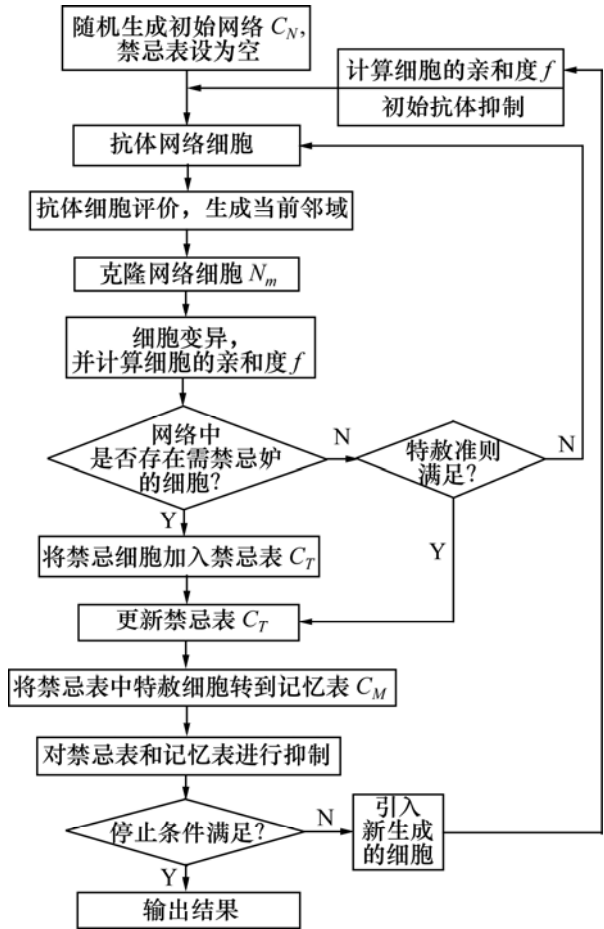 随机生成初始网络 C_N,
禁忌表设为空
计算细胞的亲和度 f
初始抗体抑制
抗体网络细胞
抗体细胞评价，生成当前邻域
克隆网络细胞 N_m
细胞变异，
并计算细胞的亲和度 f
网络中
是否存在需禁忌妒
的细胞？
N
特赦准则
满足？
N
Y
Y
将禁忌细胞加入禁忌表 C_T
更新禁忌表 C_T
将禁忌表中特赦细胞转到记忆表 C_M
对禁忌表和记忆表进行抑制
停止条件满足？
N
引入
新生成
的细胞
Y
输出结果